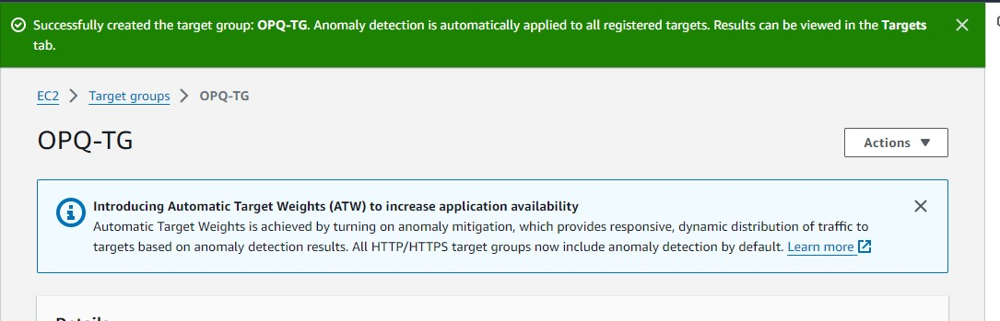 Successfully created the target group: OPQ-TG. Anomaly detection is automatically applied to all registered targets. Results can be viewed in the Targets
tab.
EC2 > Target groups > OPQ-TG
OPQ-TG
Actions
Introducing Automatic Target Weights (ATW) to increase application availability
Automatic Target Weights is achieved by turning on anomaly mitigation, which provides responsive, dynamic distribution of traffic to
targets based on anomaly detection results. All HTTP/HTTPS target groups now include anomaly detection by default. Learn more
Details